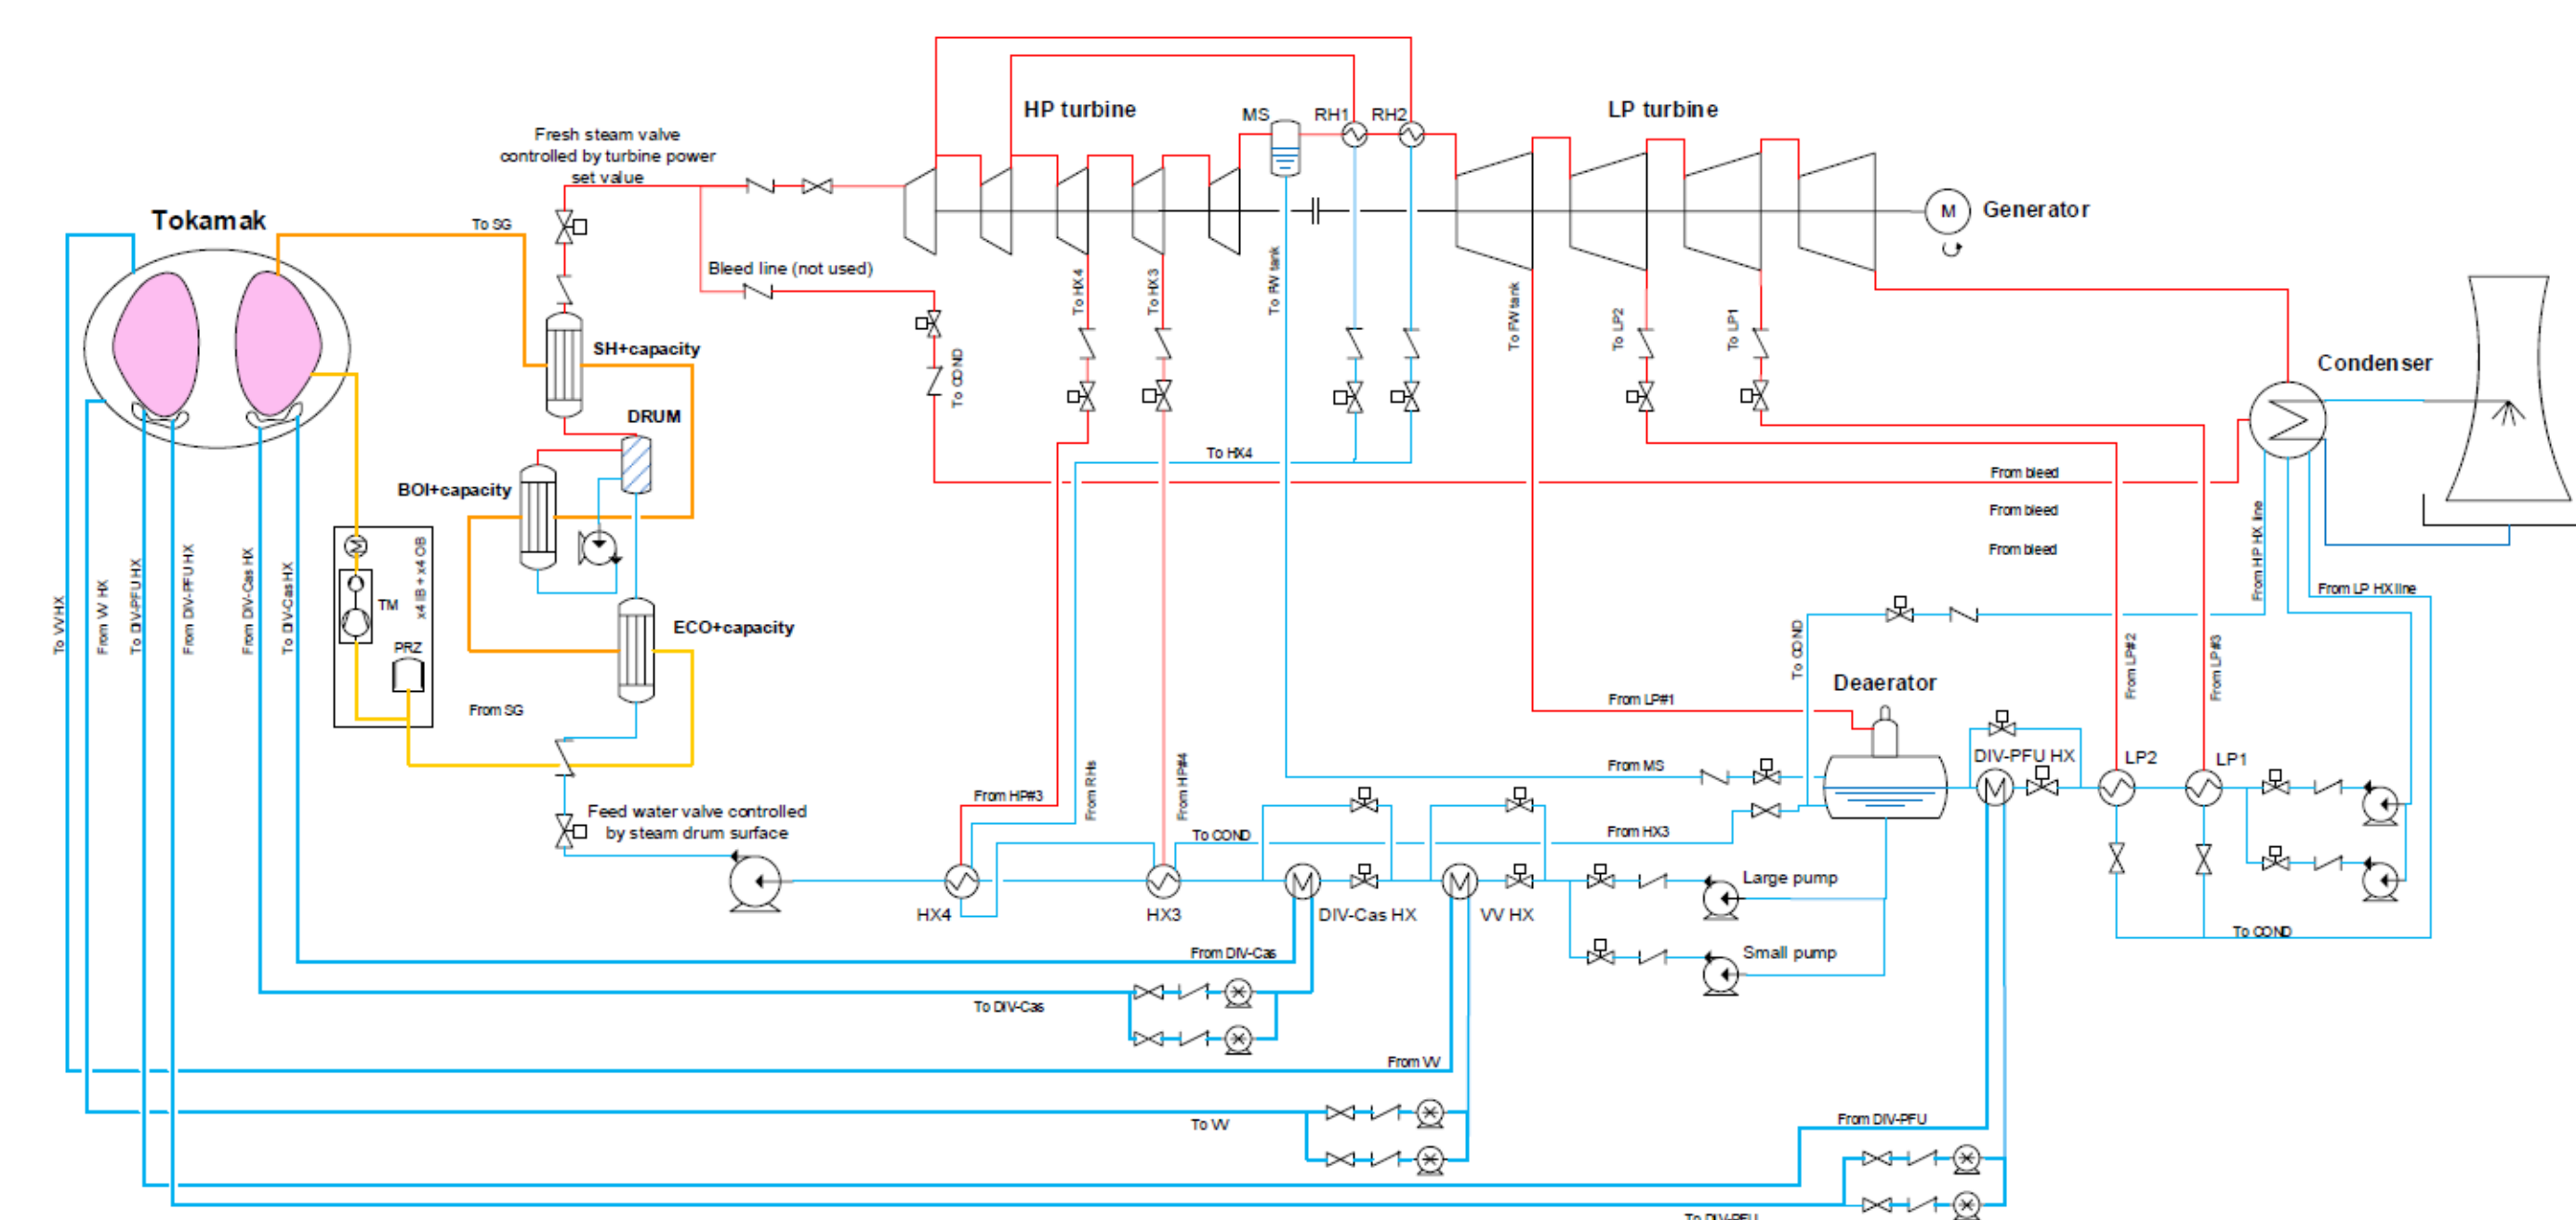 HP turbine
MS
RH1
RH2
LP turbine
Fresh steam valve
controlled by turbine power
set value
Tokamak
To SG
M
Generator
Bleed line (not used)
To HX4
To HX3
To FW tank
To FW tank
To LP2
To LP1
SH+capacity
To COND
Condenser
DRUM
To HX4
From bleed
BOI+capacity
From bleed
From bleed
To VV HX
From VV HX
To DIV-PFU HX
From DIV-PFU HX
From DIV-Cas HX
To DIV-Cas HX
M
TM
x4 IB + x4 OB
PRZ
From HP HX line
From LP HX line
ECO+capacity
To COND
From LP#2
From LP#3
Deaerator
From SG
From LP#1
DIV-PFU HX
LP2
LP1
From MS
From HP#3
From RHs
From HP#4
M
Feed water valve controlled
by steam drum surface
To COND
From HX3
M
M
Large pump
HX4
HX3
DIV-Cas HX
VV HX
To COND
From DIV-Cas
Small pump
To DIV-Cas
From VV
To VV
From DIV-PFU
To DIV-PFU